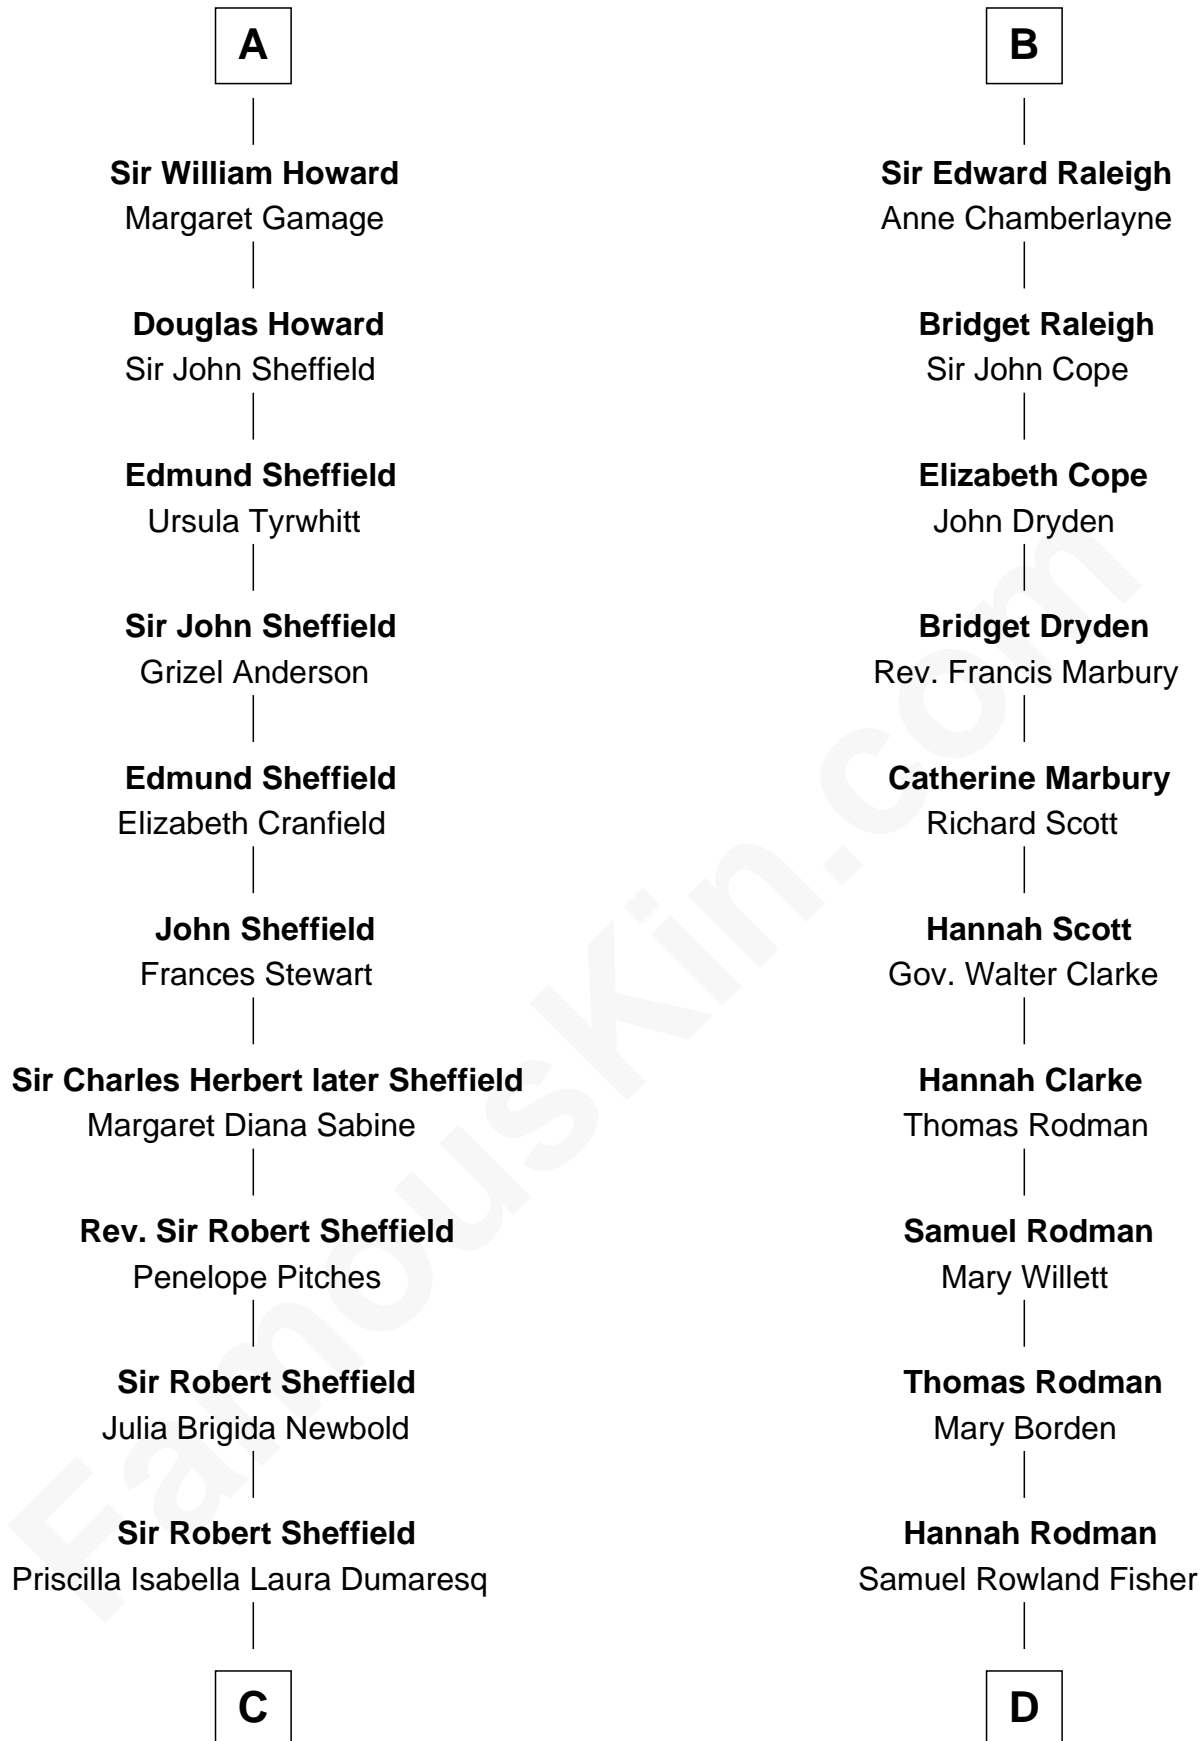 A
Sir William Howard
Margaret Gamage
Douglas Howard
Sir John Sheffield
Edmund Sheffield
Ursula Tyrwhitt
Sir John Sheffield
Grizel Anderson
Edmund Sheffield
Elizabeth Cranfield
John Sheffield
Frances Stewart
Sir Charles Herbert later Sheffield
Margaret Diana Sabine
Rev. Sir Robert Sheffield
Penelope Pitches
Sir Robert Sheffield
Julia Brigida Newbold
Sir Robert Sheffield
Priscilla Isabella Laura Dumaresq
C
B
Sir Edward Raleigh
Anne Chamberlayne
Bridget Raleigh
Sir John Cope
Elizabeth Cope
John Dryden
Bridget Dryden
Rev. Francis Marbury
Catherine Marbury
Richard Scott
Hannah Scott
Gov. Walter Clarke
Hannah Clarke
Thomas Rodman
Samuel Rodman
Mary Willett
Thomas Rodman
Mary Borden
Hannah Rodman
Samuel Rowland Fisher
D
FamousKin.com